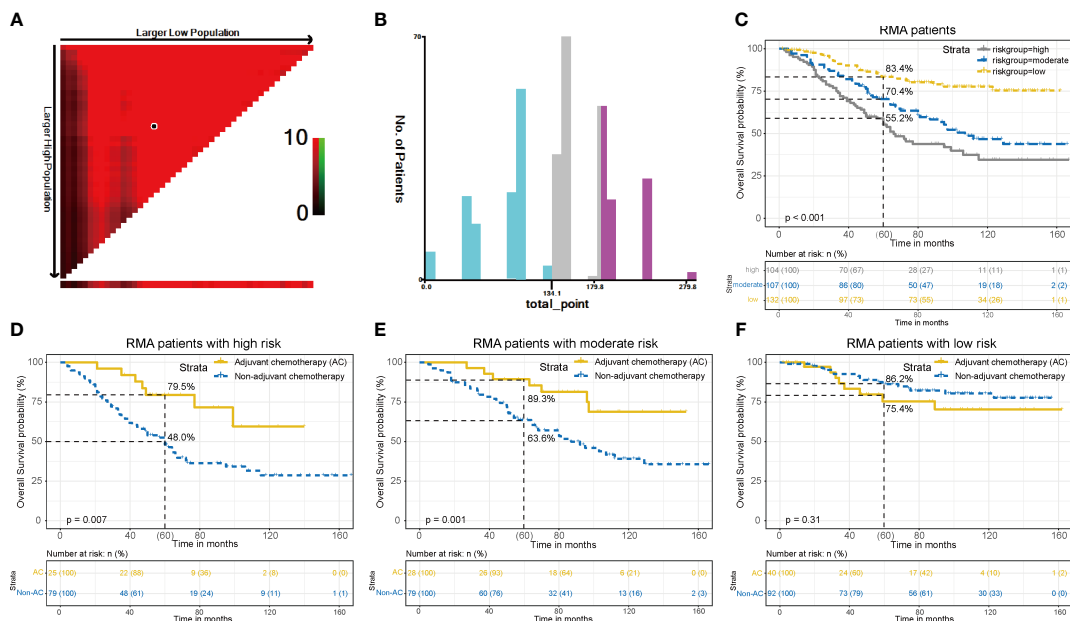 A
Larger Low Population
Larger High Population
10
0
B
No. of Patients
70
0
0.0
134.1
179.8
279.8
total_point
C
RMA patients
Strata
riskgroup=high
riskgroup=moderate
riskgroup=low
Overall Survival probability (%)
100
75
50
25
0
83.4%
70.4%
55.2%
p < 0.001
0 40 (60) 80 120 160
Time in months
Number at risk: n (%)
Strata
high 104 (100) 70 (67) 28 (27) 11 (11) 1 (1)
moderate 107 (100) 86 (80) 50 (47) 19 (18) 2 (2)
low 132 (100) 97 (73) 73 (55) 34 (26) 1 (1)
0 40 80 120 160
Time in months
D
RMA patients with high risk
Strata
Adjuvant chemotherapy (AC)
Non-adjuvant chemotherapy
Overall Survival probability (%)
100
75
50
25
0
79.5%
48.0%
p = 0.007
0 40 (60) 80 120 160
Time in months
Number at risk: n (%)
Strata
AC 25 (100) 22 (88) 9 (36) 2 (8) 0 (0)
Non-AC 79 (100) 48 (61) 19 (24) 9 (11) 1 (1)
0 40 80 120 160
Time in months
E
RMA patients with moderate risk
Strata
Adjuvant chemotherapy (AC)
Non-adjuvant chemotherapy
Overall Survival probability (%)
100
75
50
25
0
89.3%
63.6%
p = 0.001
0 40 (60) 80 120 160
Time in months
Number at risk: n (%)
Strata
AC 28 (100) 26 (93) 18 (64) 6 (21) 0 (0)
Non-AC 79 (100) 60 (76) 32 (41) 13 (16) 2 (3)
0 40 80 120 160
Time in months
F
RMA patients with low risk
Strata
Adjuvant chemotherapy (AC)
Non-adjuvant chemotherapy
Overall Survival probability (%)
100
75
50
25
0
86.2%
75.4%
p = 0.31
0 40 (60) 80 120 160
Time in months
Number at risk: n (%)
Strata
AC 40 (100) 24 (60) 17 (42) 4 (10) 1 (2)
Non-AC 92 (100) 73 (79) 56 (61) 30 (33) 0 (0)
0 40 80 120 160
Time in months